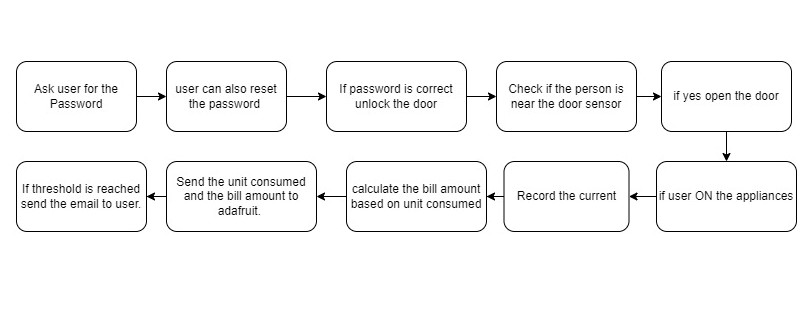 Ask user for the
Password
user can also reset
the password
If password is correct
unlock the door
Check if the person is
near the door sensor
if yes open the door
if user ON the appliances
Record the current
calculate the bill amount
based on unit consumed
Send the unit consumed
and the bill amount to
adafruit.
If threshold is reached
send the email to user.